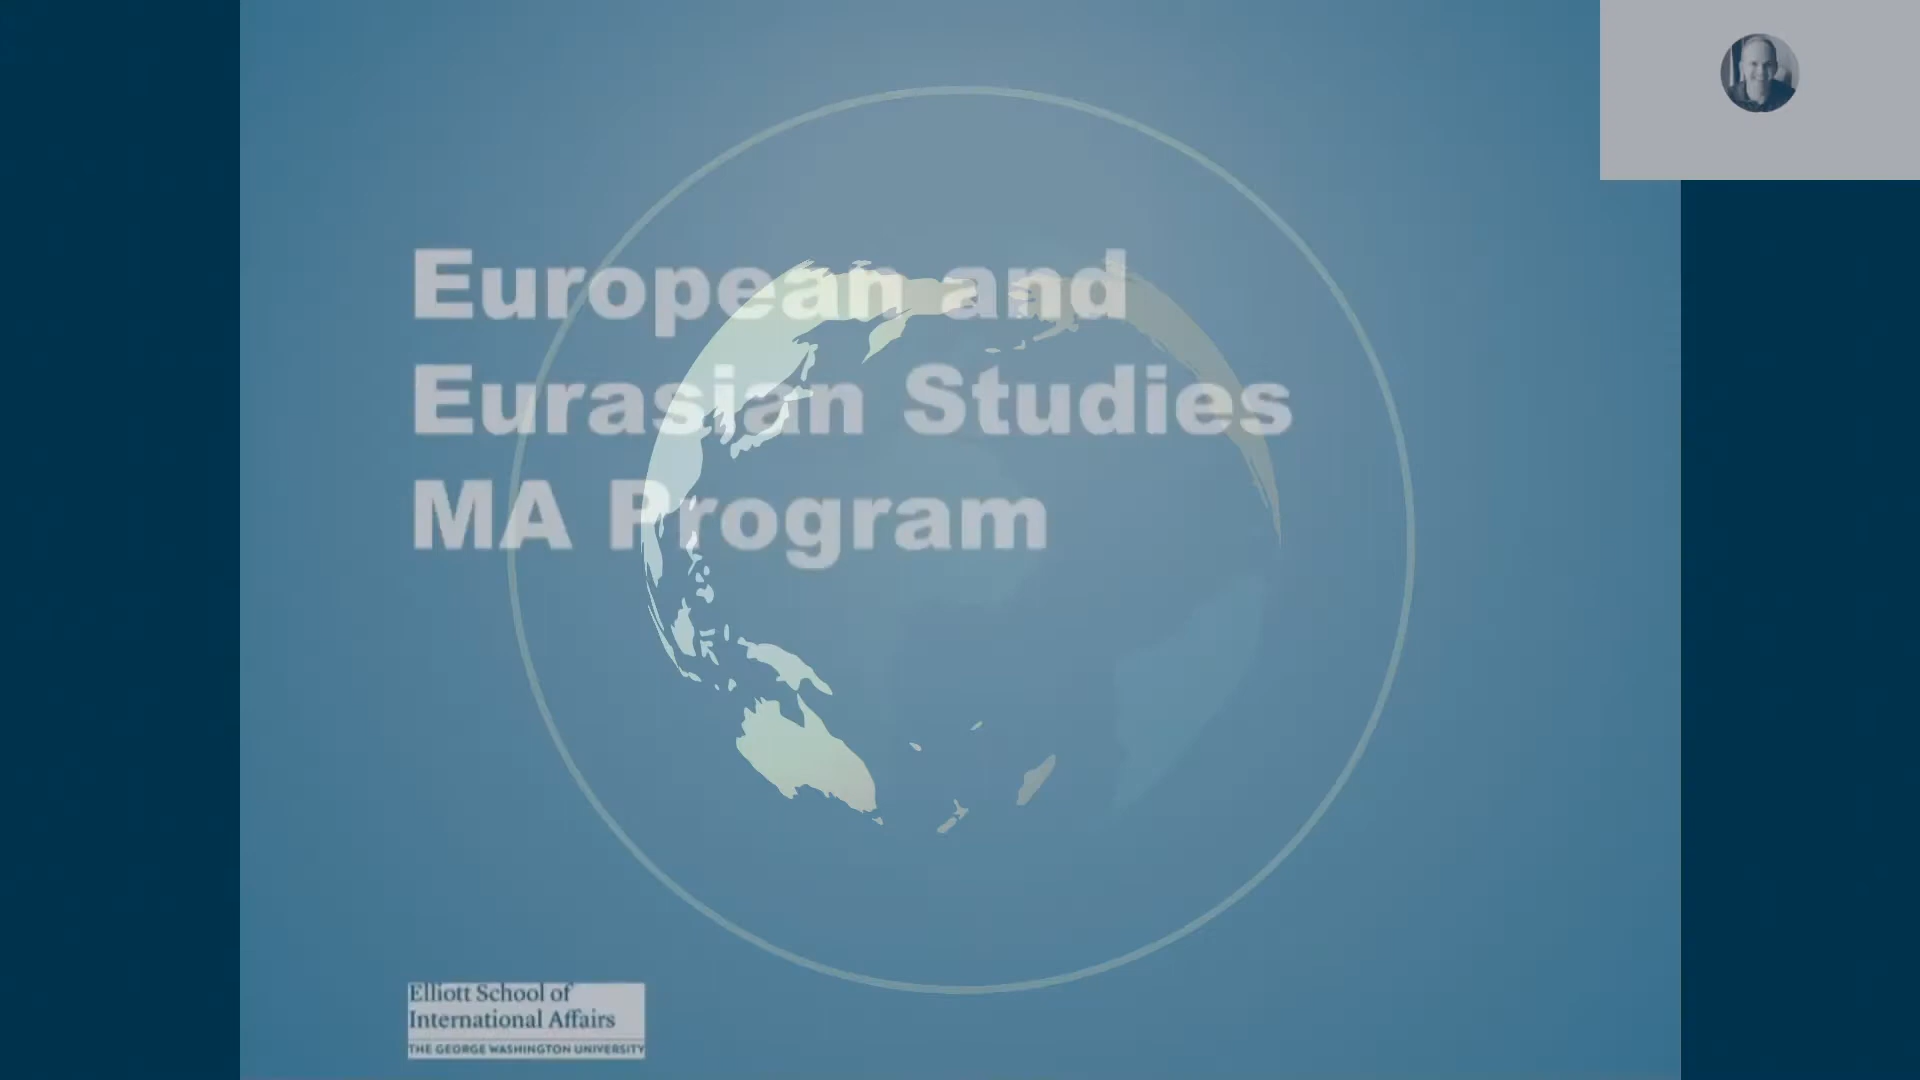 European and
Eurasian Studies
MA Program
Elliott School of
International Affairs
THE GEORGE WASHINGTON UNIVERSITY